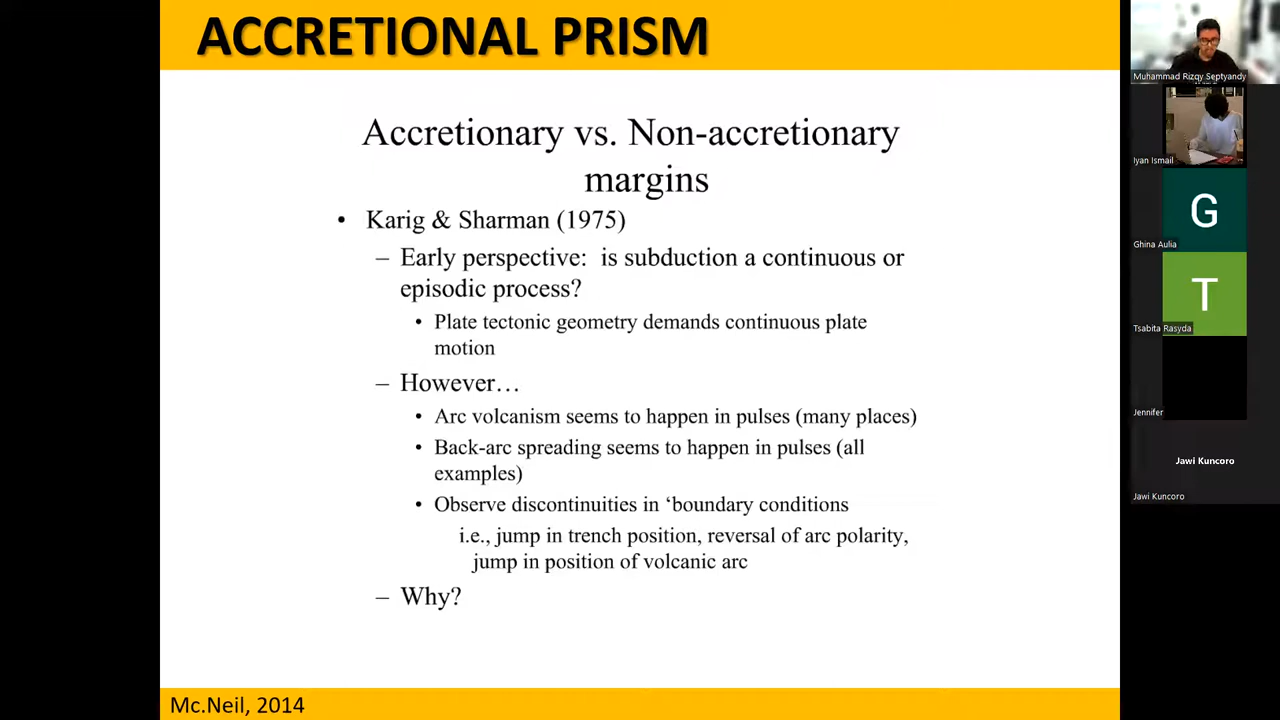 ACCRETIONAL PRISM
Accretionary vs. Non-accretionary
margins
• Karig & Sharman (1975)
– Early perspective: is subduction a continuous or
episodic process?
• Plate tectonic geometry demands continuous plate
motion
– However…
• Arc volcanism seems to happen in pulses (many places)
• Back-arc spreading seems to happen in pulses (all
examples)
• Observe discontinuities in ‘boundary conditions
i.e., jump in trench position, reversal of arc polarity,
jump in position of volcanic arc
– Why?
Mc.Neil, 2014
Muhammad Rizqy Septyandy
Iyan Ismail
G
Ghina Aulia
T
Tsabita Rasyda
Jennifer
Jawi Kuncoro
Jawi Kuncoro